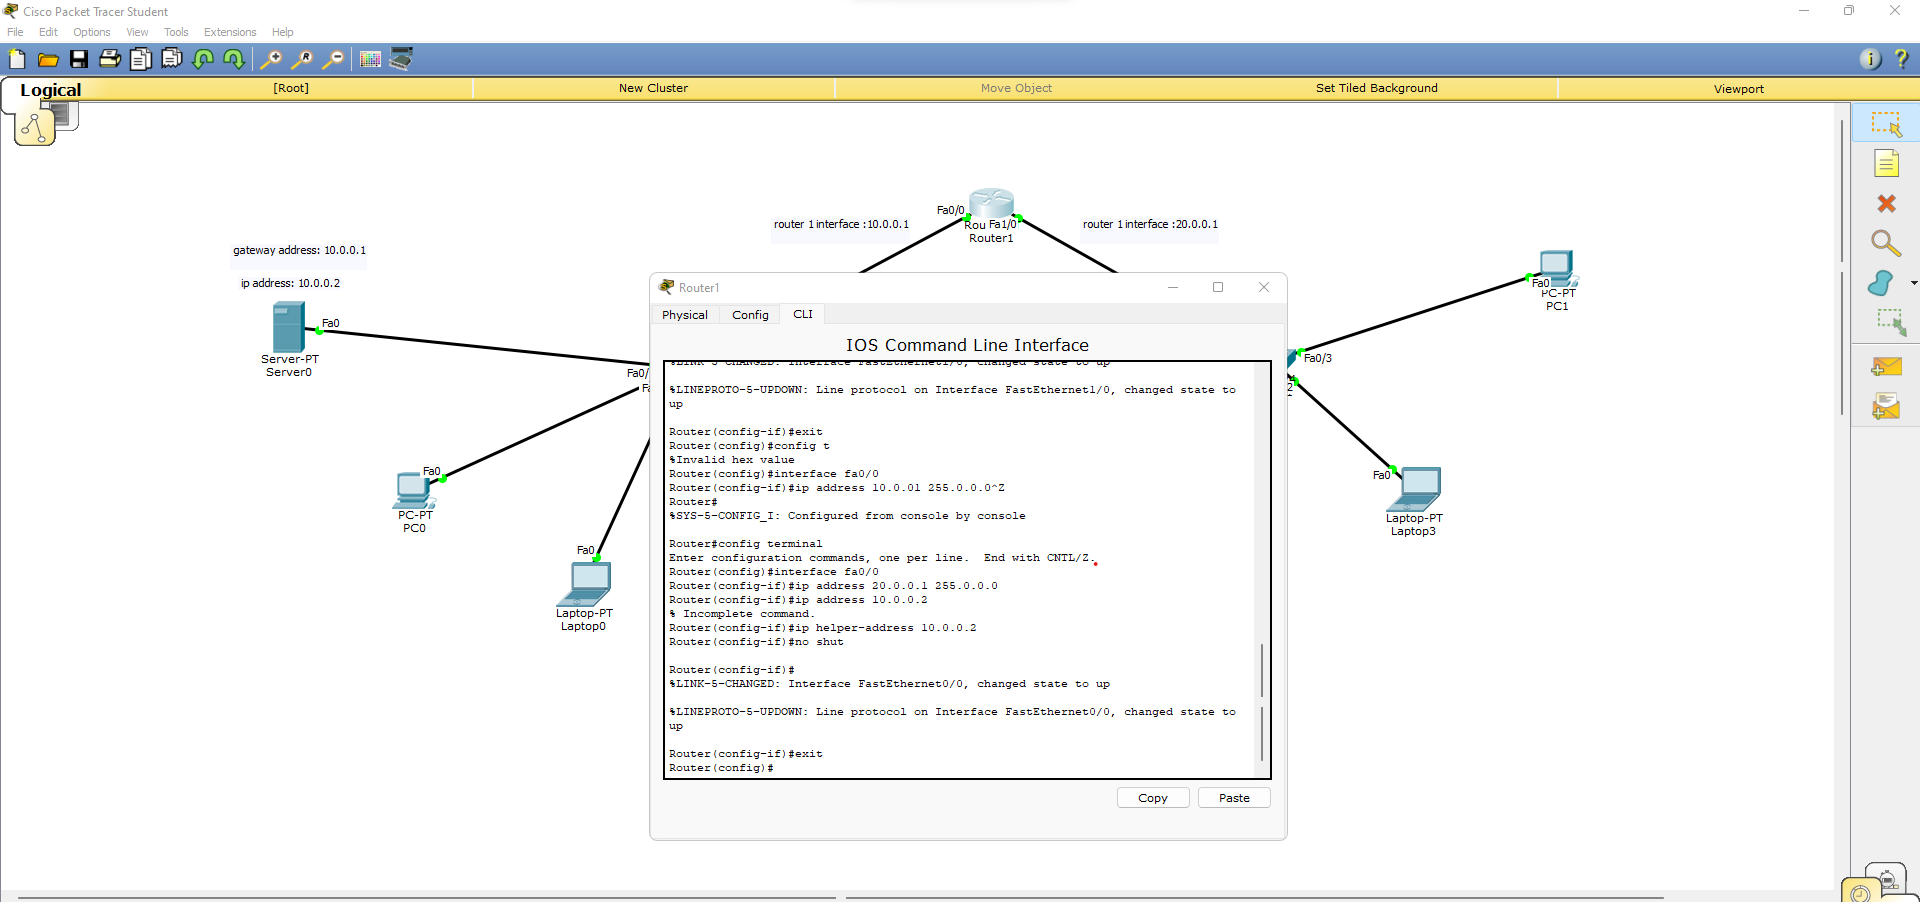 Cisco Packet Tracer Student
File Edit Options View Tools Extensions Help
Logical
[Root]
New Cluster
Move Object
Set Tiled Background
Viewport
Fa0/0
router 1 interface :10.0.0.1
Rou Fa1/0
Router1
router 1 interface :20.0.0.1
gateway address: 10.0.0.1
ip address: 10.0.0.2
Fa0
Server-PT
Server0
Fa0/
Fa0
PC-PT
PC1
Fa0/3
2
Fa0
PC-PT
PC0
Fa0
Laptop-PT
Laptop0
Fa0
Laptop-PT
Laptop3
Router1
Physical Config CLI
IOS Command Line Interface
%LINK-5-CHANGED: Interface FastEthernet1/0, changed state to up
%LINEPROTO-5-UPDOWN: Line protocol on Interface FastEthernet1/0, changed state to
up
Router(config-if)#exit
Router(config)#config t
%Invalid hex value
Router(config)#interface fa0/0
Router(config-if)#ip address 10.0.01 255.0.0.0^Z
Router#
%SYS-5-CONFIG_I: Configured from console by console
Router#config terminal
Enter configuration commands, one per line.  End with CNTL/Z.
Router(config)#interface fa0/0
Router(config-if)#ip address 20.0.0.1 255.0.0.0
Router(config-if)#ip address 10.0.0.2
% Incomplete command.
Router(config-if)#ip helper-address 10.0.0.2
Router(config-if)#no shut
Router(config-if)#
%LINK-5-CHANGED: Interface FastEthernet0/0, changed state to up
%LINEPROTO-5-UPDOWN: Line protocol on Interface FastEthernet0/0, changed state to
up
Router(config-if)#exit
Router(config)#
Copy
Paste